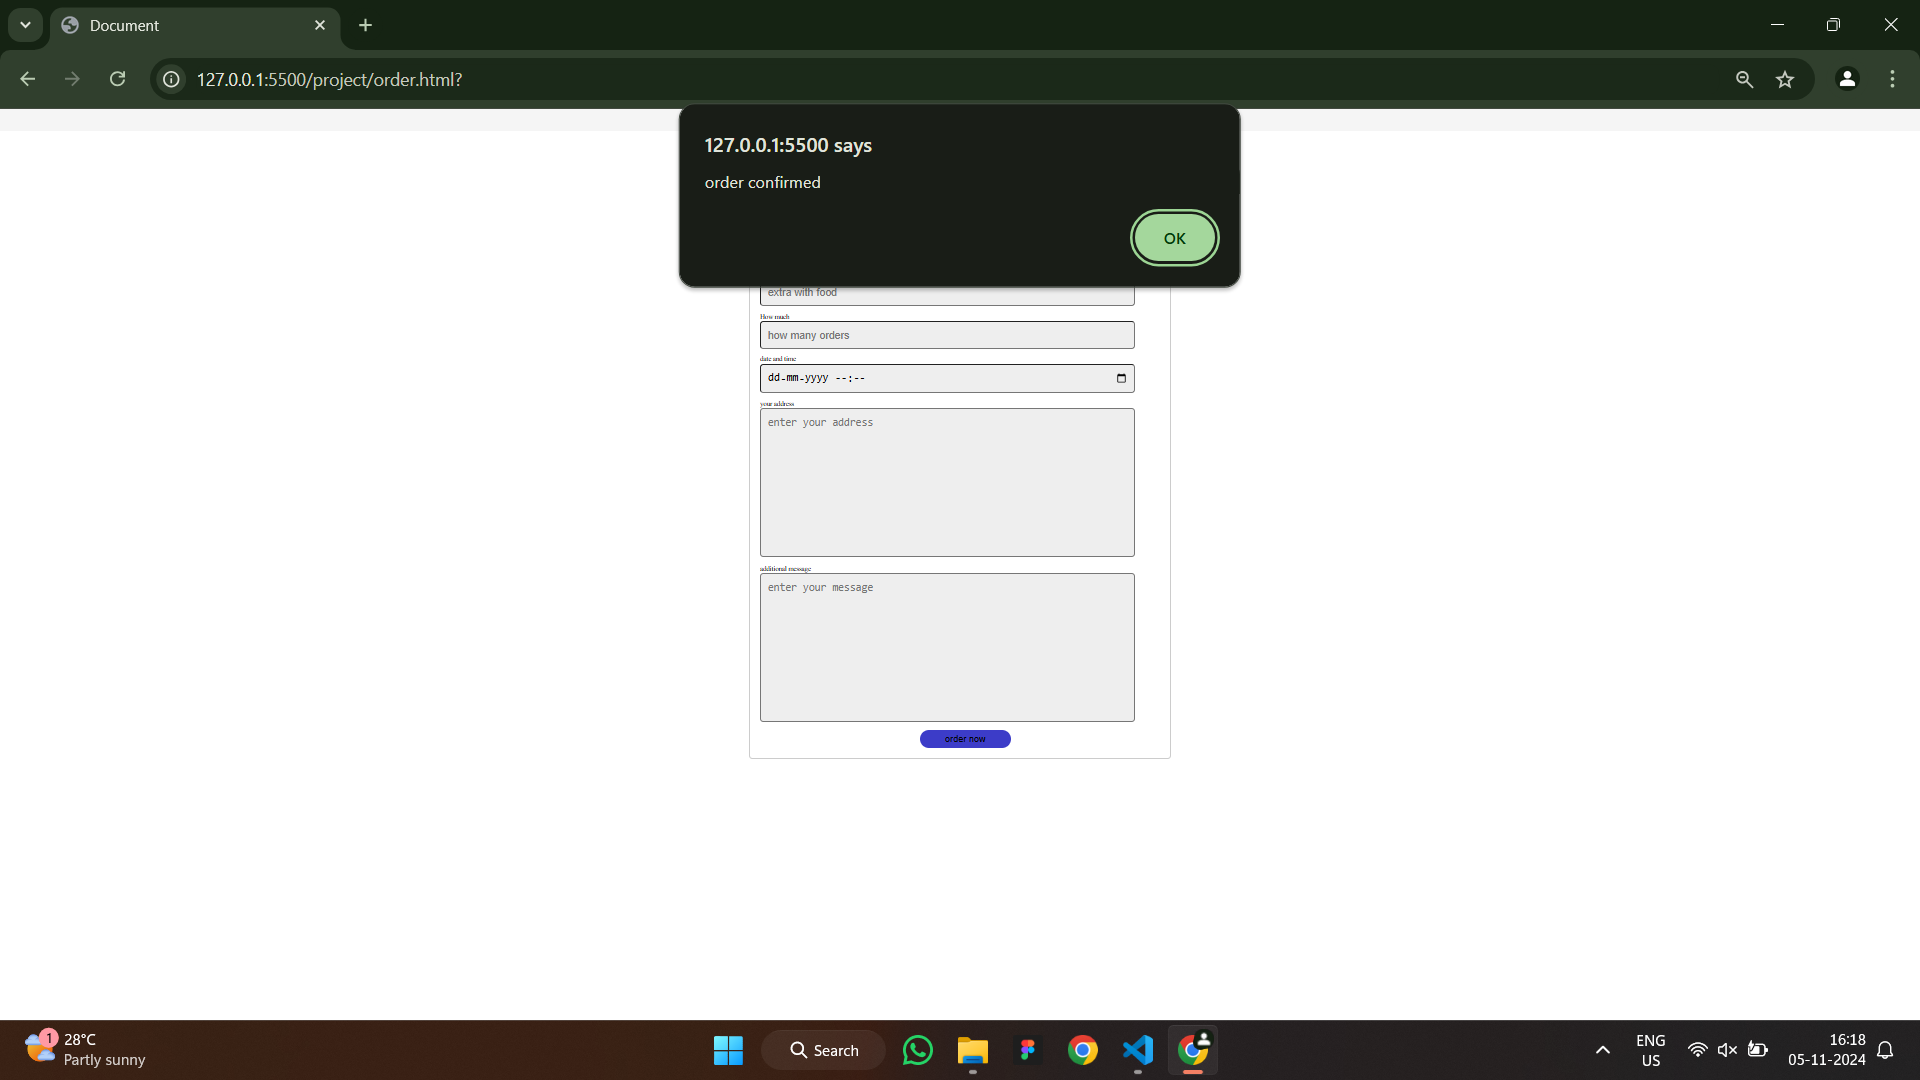 Document
127.0.0.1:5500/project/order.html?
127.0.0.1:5500 says
order confirmed
OK
extra with food
How much
how many orders
date and time
dd-mm-yyyy --:--
your address
enter your address
additional message
enter your message
order now
1
28°C
Partly sunny
Search
ENG
US
16:18
05-11-2024